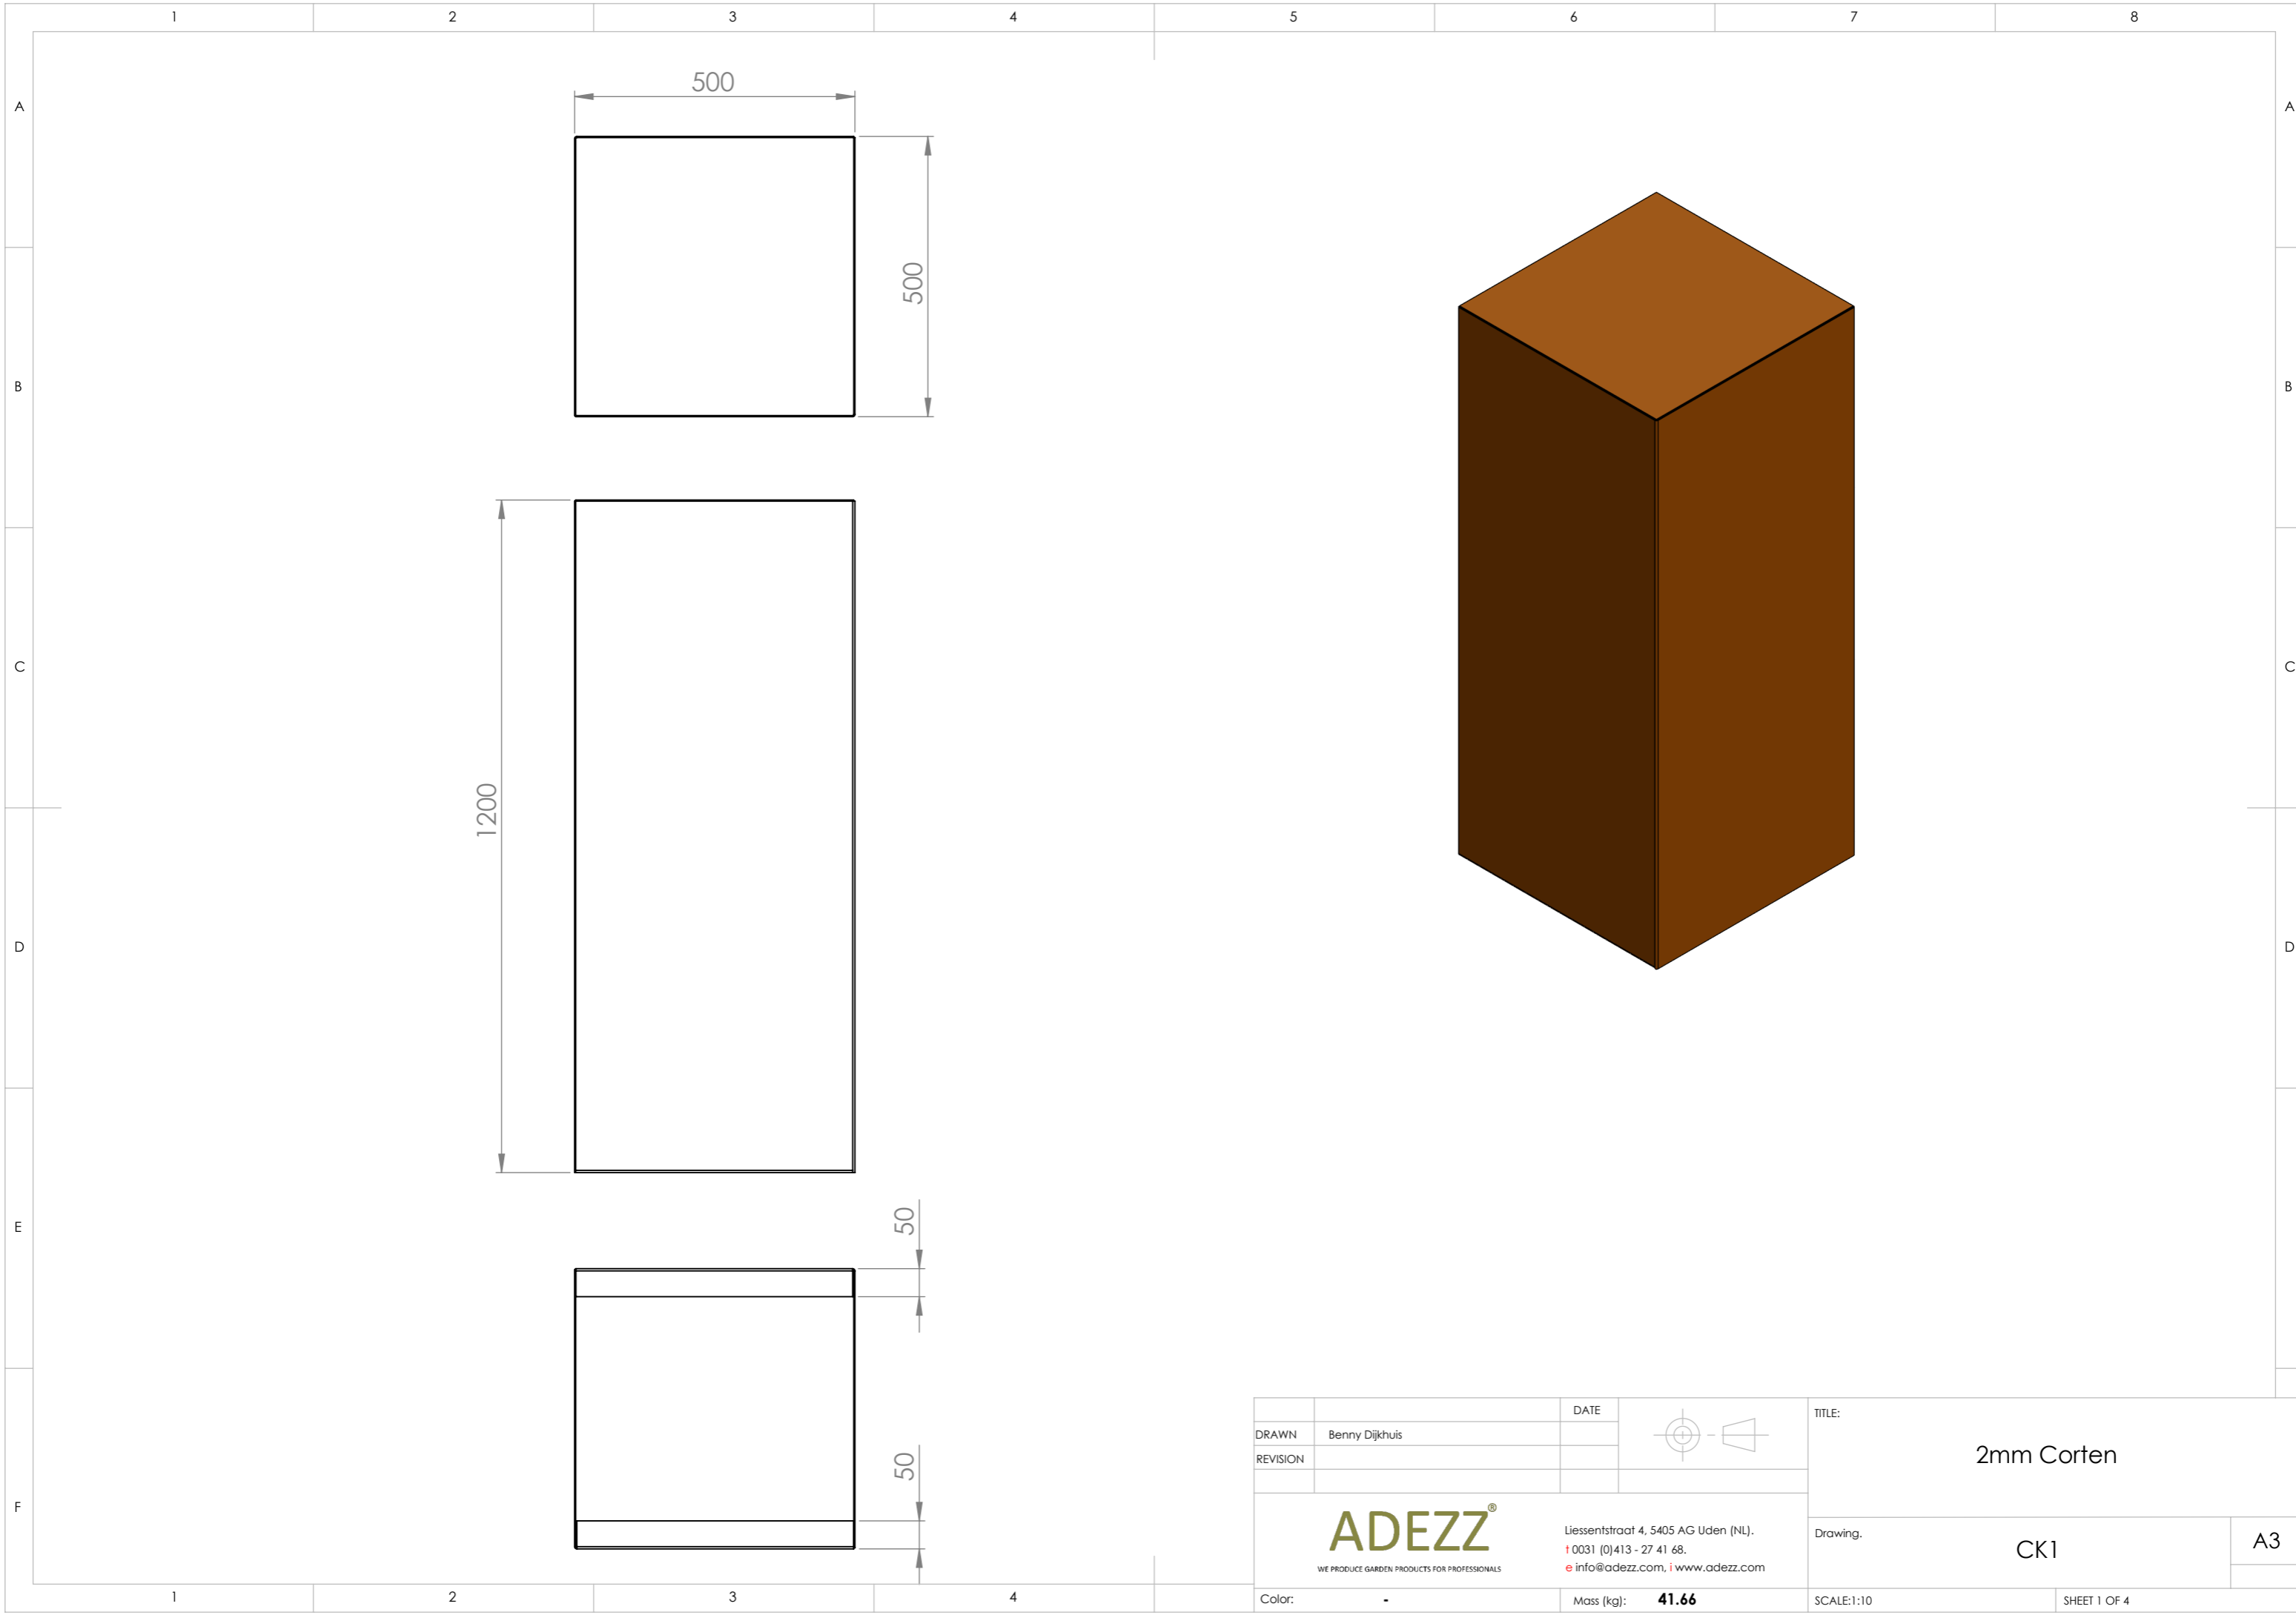 1 2 3 4 5 6 7 8
A A
500
500
B B
C C
1200
D D
E
50
F
50
DATE
DRAWN Benny Dijkhuis
REVISION
TITLE:
2mm Corten
ADEZZ®
WE PRODUCE GARDEN PRODUCTS FOR PROFESSIONALS
Liessentstraat 4, 5405 AG Uden (NL).
t 0031 (0)413 - 27 41 68.
e info@adezz.com, i www.adezz.com
Drawing.
CK1
A3
Color: -
Mass (kg): 41.66
SCALE:1:10
SHEET 1 OF 4
1 2 3 4